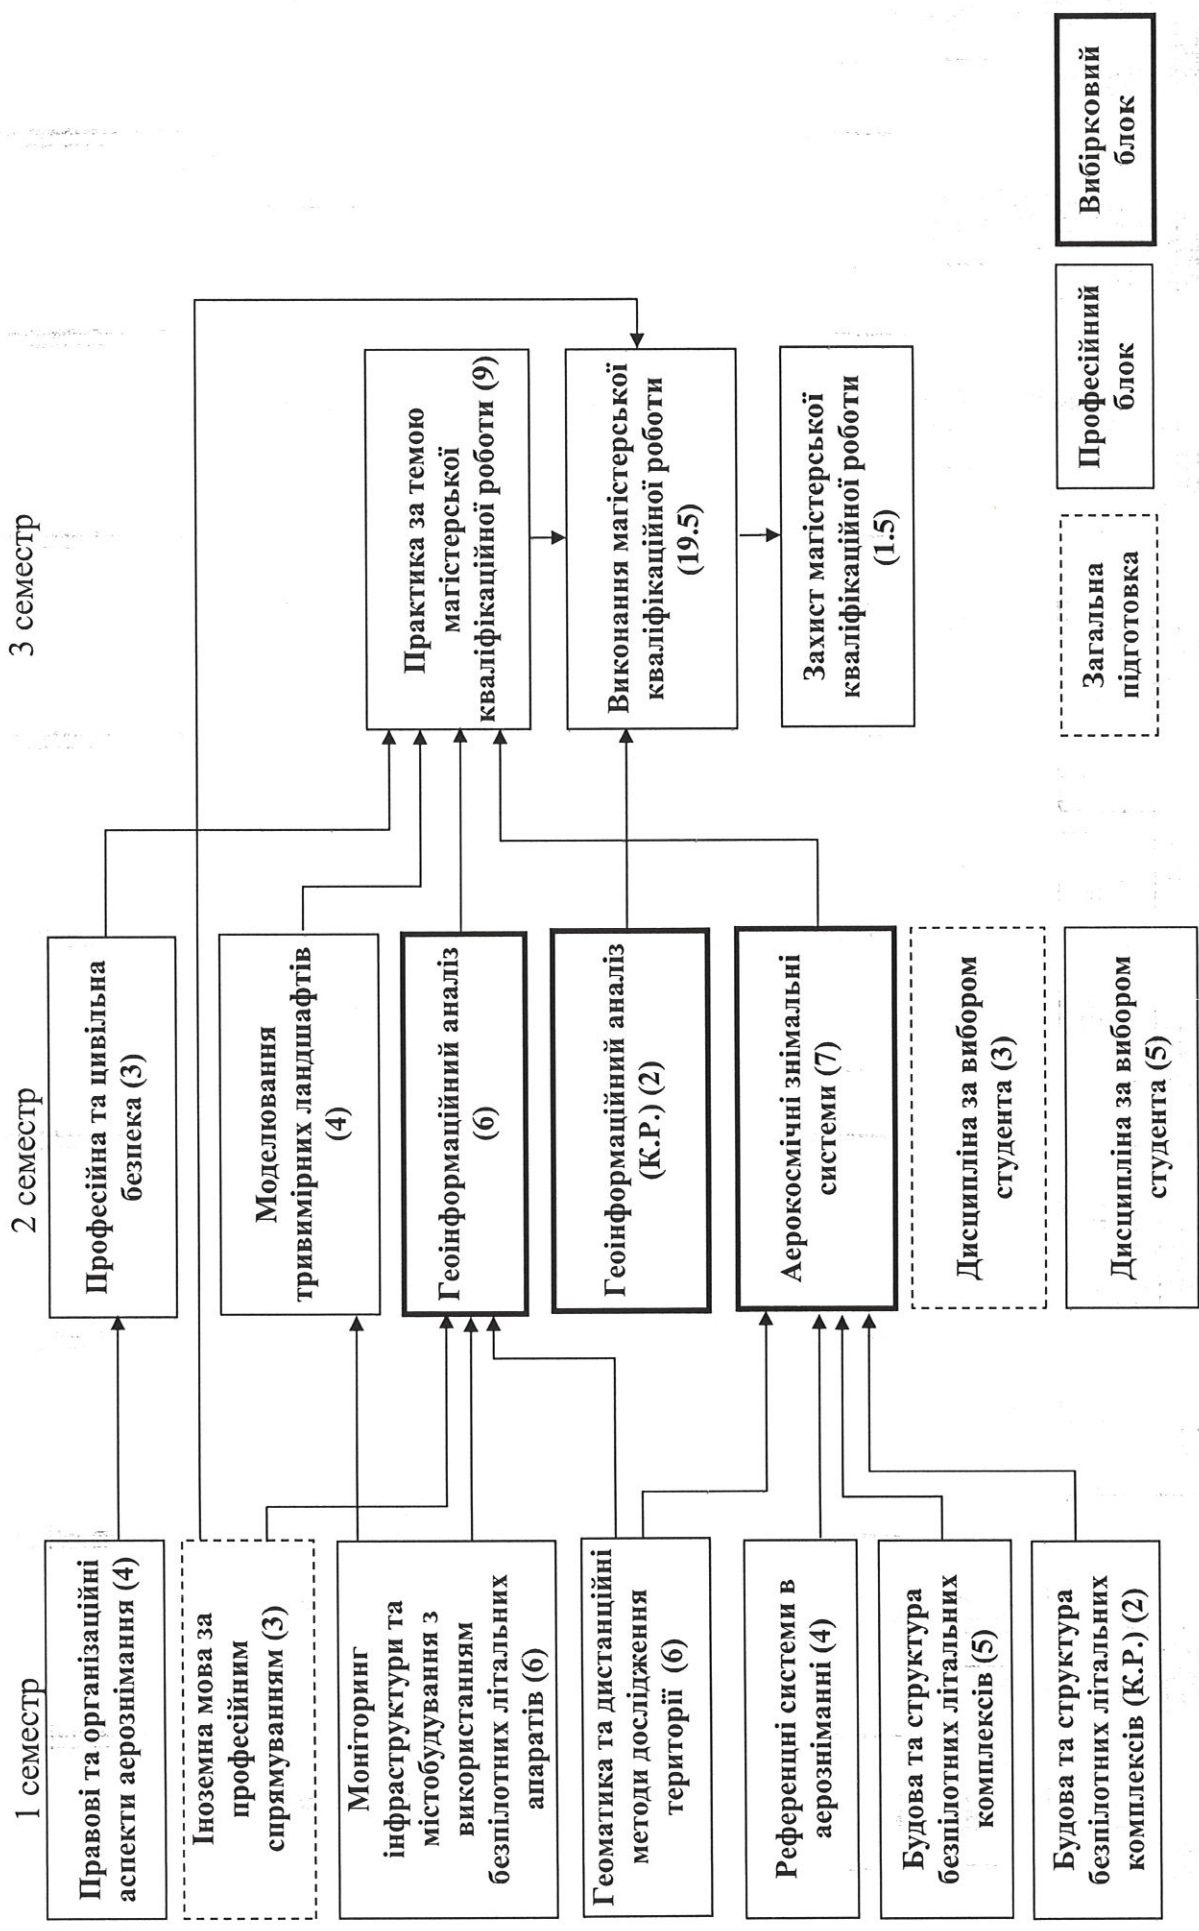 1 семестр
Правові та організаційні
аспекти аерознімання (4)
Іноземна мова за
професійним
спрямуванням (3)
Моніторинг
інфраструктури та
містобудування з
використанням
безпілотних літальних
апаратів (6)
Геоматика та дистанційні
методи дослідження
території (6)
Референцні системи в
аерозніманні (4)
Будова та структура
безпілотних літальних
комплексів (5)
Будова та структура
безпілотних літальних
комплексів (К.Р.) (2)
2 семестр
Професійна та цивільна
безпека (3)
Моделювання
тривимірних ландшафтів
(4)
Геоінформаційний аналіз
(6)
Геоінформаційний аналіз
(К.Р.) (2)
Аерокосмічні знімальні
системи (7)
Дисципліна за вибором
студента (3)
Дисципліна за вибором
студента (5)
3 семестр
Практика за темою
магістерської
кваліфікаційної роботи (9)
Виконання магістерської
кваліфікаційної роботи
(19.5)
Захист магістерської
кваліфікаційної роботи
(1.5)
Загальна
підготовка
Професійний
блок
Вибірковий
блок